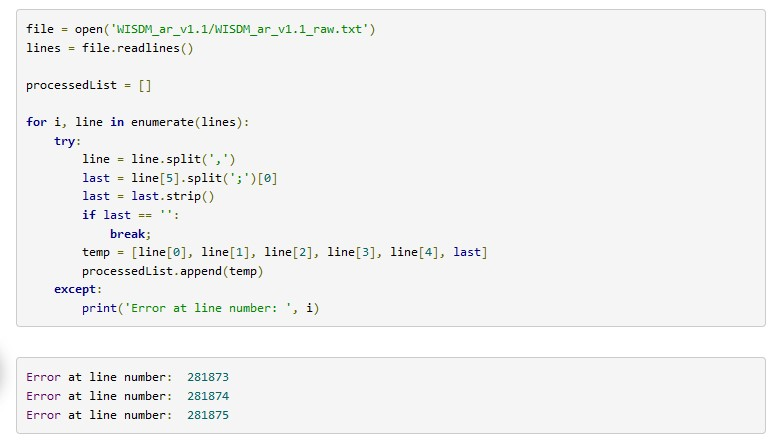 file = open('WISDM_ar_v1.1/WISDM_ar_v1.1_raw.txt')
lines = file.readlines()

processedList = []

for i, line in enumerate(lines):
    try:
        line = line.split(',')
        last = line[5].split(';')[0]
        last = last.strip()
        if last == '':
            break;
        temp = [line[0], line[1], line[2], line[3], line[4], last]
        processedList.append(temp)
    except:
        print('Error at line number: ', i)

Error at line number:  281873
Error at line number:  281874
Error at line number:  281875